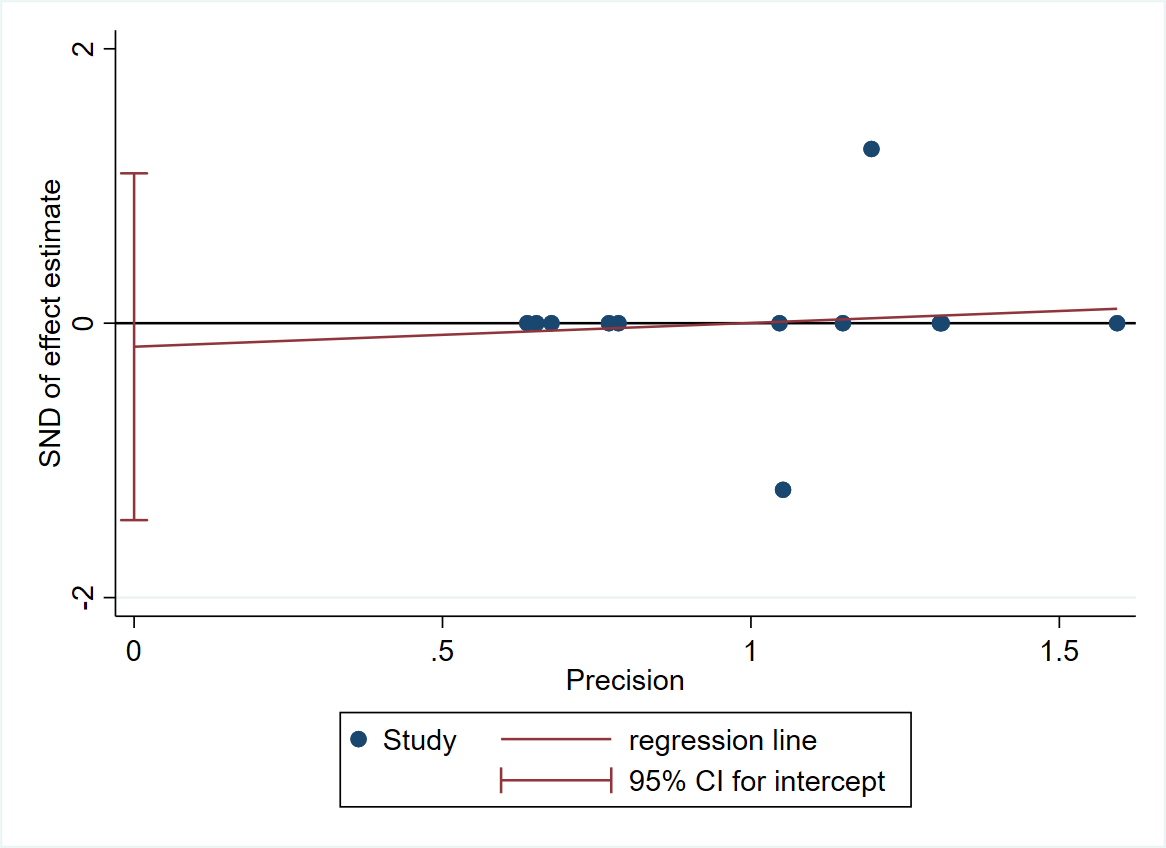 2
0
-2
SND of effect estimate
0
.5
1
1.5
Precision
Study
regression line
95% CI for intercept